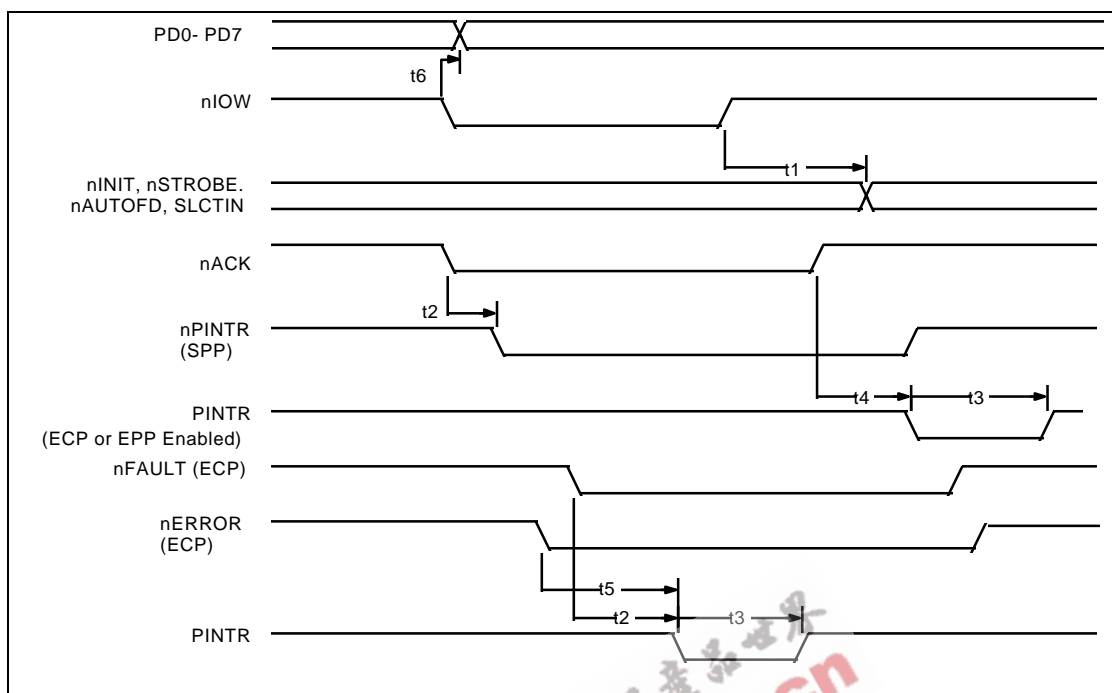 PD0- PD7
t6
nIOW
t1
nINIT, nSTROBE.
nAUTOFD, SLCTIN
nACK
t2
nPINTR
(SPP)
t4
t3
PINTR
(ECP or EPP Enabled)
nFAULT (ECP)
nERROR
(ECP)
t5
t2
t3
PINTR